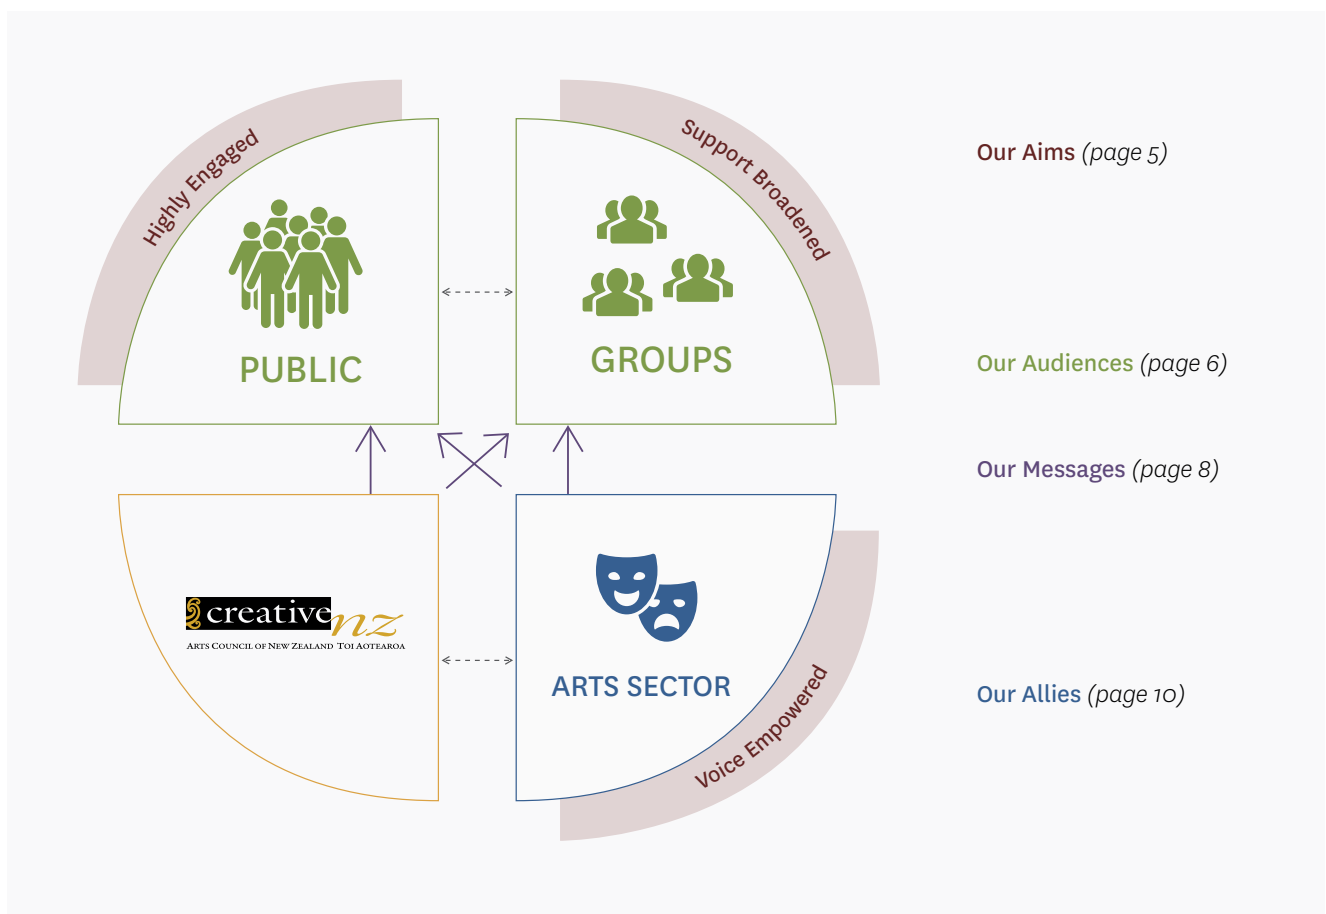 Highly Engaged
Support Broadened
PUBLIC
GROUPS
creative nz
ARTS COUNCIL OF NEW ZEALAND TOI AOTEAROA
ARTS SECTOR
Voice Empowered
Our Aims (page 5)
Our Audiences (page 6)
Our Messages (page 8)
Our Allies (page 10)